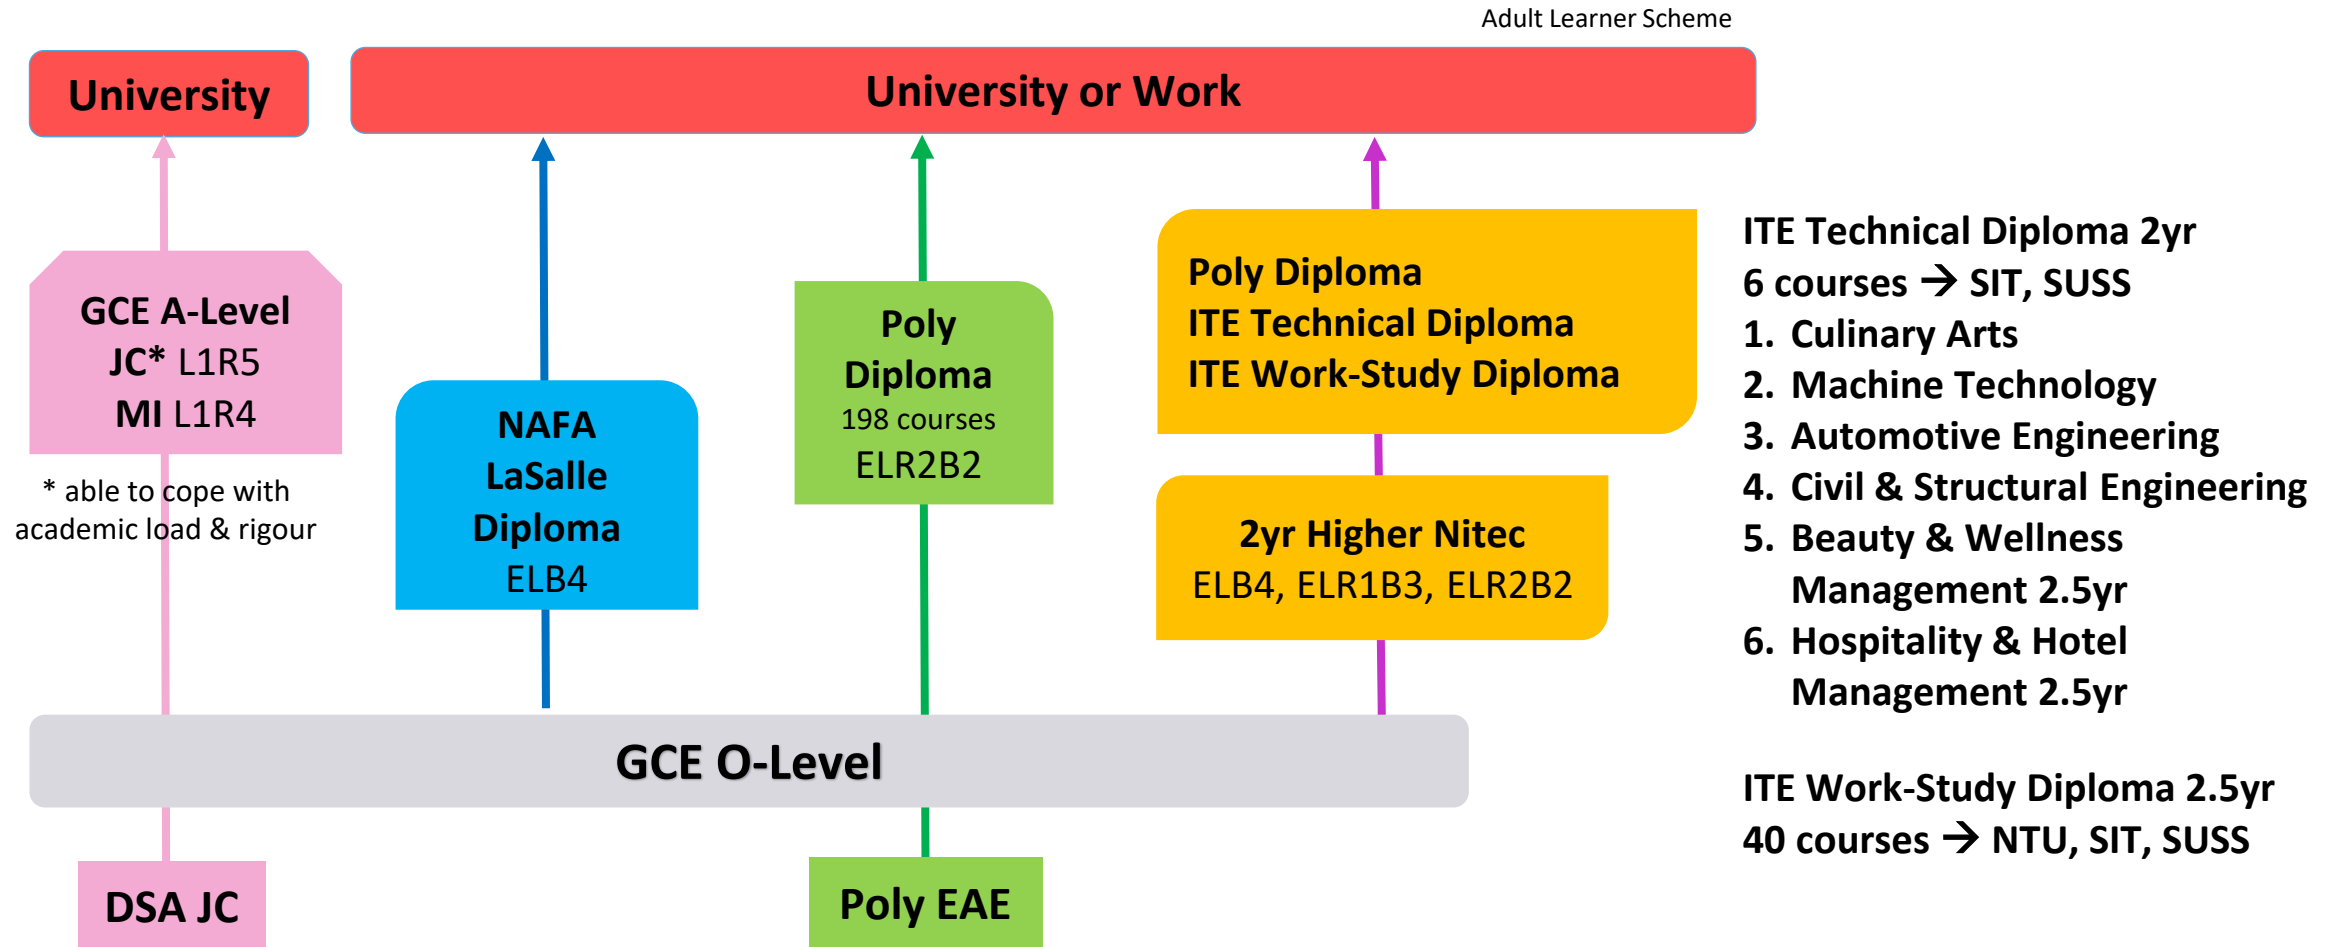 Adult Learner Scheme
University
University or Work
GCE A-Level
JC* L1R5
MI L1R4
* able to cope with
academic load & rigour
NAFA
LaSalle
Diploma
ELB4
Poly
Diploma
198 courses
ELR2B2
Poly Diploma
ITE Technical Diploma
ITE Work-Study Diploma
2yr Higher Nitec
ELB4, ELR1B3, ELR2B2
GCE O-Level
DSA JC
Poly EAE
ITE Technical Diploma 2yr
6 courses → SIT, SUSS
1. Culinary Arts
2. Machine Technology
3. Automotive Engineering
4. Civil & Structural Engineering
5. Beauty & Wellness
Management 2.5yr
6. Hospitality & Hotel
Management 2.5yr
ITE Work-Study Diploma 2.5yr
40 courses → NTU, SIT, SUSS